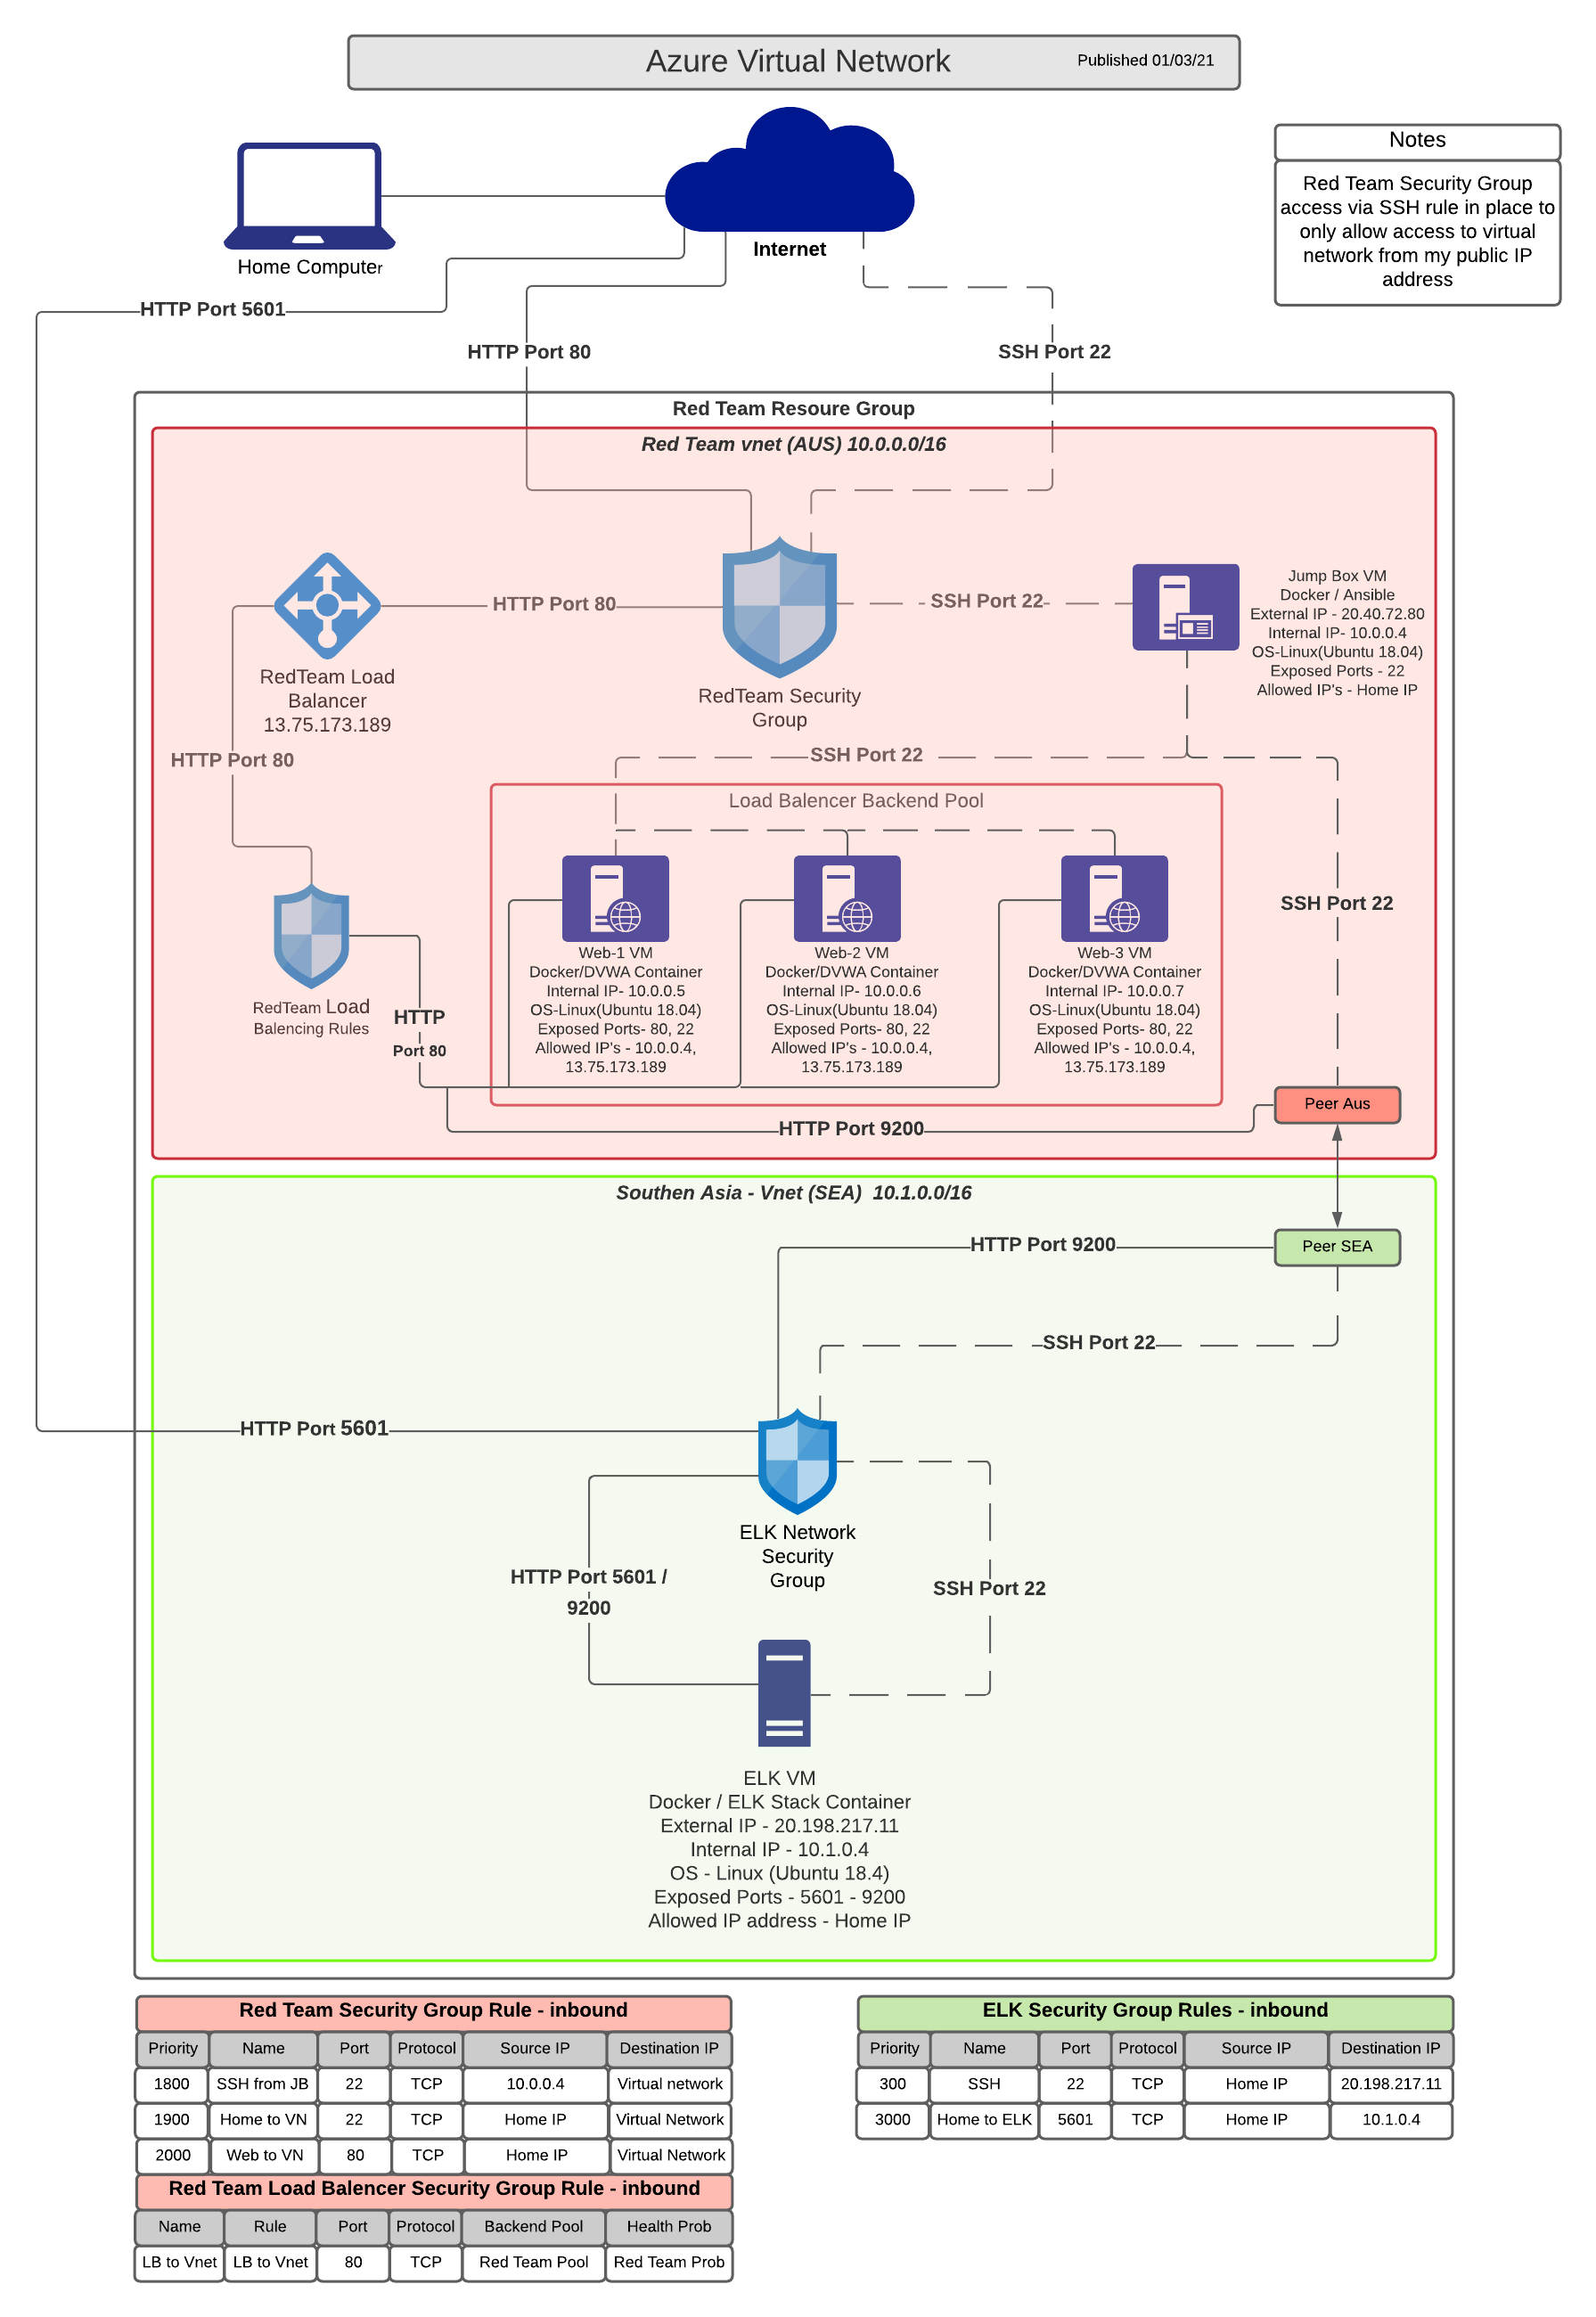 Azure Virtual Network
Published 01/03/21
Notes
Red Team Security Group
access via SSH rule in place to
only allow access to virtual
network from my public IP
address
Home Computer
Internet
HTTP Port 5601
HTTP Port 80
SSH Port 22
Red Team Resoure Group
Red Team vnet (AUS) 10.0.0.0/16
HTTP Port 80
SSH Port 22
Jump Box VM
Docker / Ansible
External IP - 20.40.72.80
Internal IP- 10.0.0.4
OS-Linux(Ubuntu 18.04)
Exposed Ports - 22
Allowed IP's - Home IP
RedTeam Load
Balancer
13.75.173.189
RedTeam Security
Group
HTTP Port 80
SSH Port 22
Load Balencer Backend Pool
SSH Port 22
RedTeam Load
Balancing Rules
HTTP
Port 80
Web-1 VM
Docker/DVWA Container
Internal IP- 10.0.0.5
OS-Linux(Ubuntu 18.04)
Exposed Ports- 80, 22
Allowed IP's - 10.0.0.4,
13.75.173.189
Web-2 VM
Docker/DVWA Container
Internal IP- 10.0.0.6
OS-Linux(Ubuntu 18.04)
Exposed Ports- 80, 22
Allowed IP's - 10.0.0.4,
13.75.173.189
Web-3 VM
Docker/DVWA Container
Internal IP- 10.0.0.7
OS-Linux(Ubuntu 18.04)
Exposed Ports- 80, 22
Allowed IP's - 10.0.0.4,
13.75.173.189
Peer Aus
HTTP Port 9200
Southen Asia - Vnet (SEA) 10.1.0.0/16
HTTP Port 9200
Peer SEA
SSH Port 22
HTTP Port 5601
ELK Network
Security
Group
HTTP Port 5601 /
9200
SSH Port 22
ELK VM
Docker / ELK Stack Container
External IP - 20.198.217.11
Internal IP - 10.1.0.4
OS - Linux (Ubuntu 18.4)
Exposed Ports - 5601 - 9200
Allowed IP address - Home IP
Red Team Security Group Rule - inbound
Priority Name Port Protocol Source IP Destination IP
1800 SSH from JB 22 TCP 10.0.0.4 Virtual network
1900 Home to VN 22 TCP Home IP Virtual Network
2000 Web to VN 80 TCP Home IP Virtual Network
Red Team Load Balencer Security Group Rule - inbound
Name Rule Port Protocol Backend Pool Health Prob
LB to Vnet LB to Vnet 80 TCP Red Team Pool Red Team Prob
ELK Security Group Rules - inbound
Priority Name Port Protocol Source IP Destination IP
300 SSH 22 TCP Home IP 20.198.217.11
3000 Home to ELK 5601 TCP Home IP 10.1.0.4